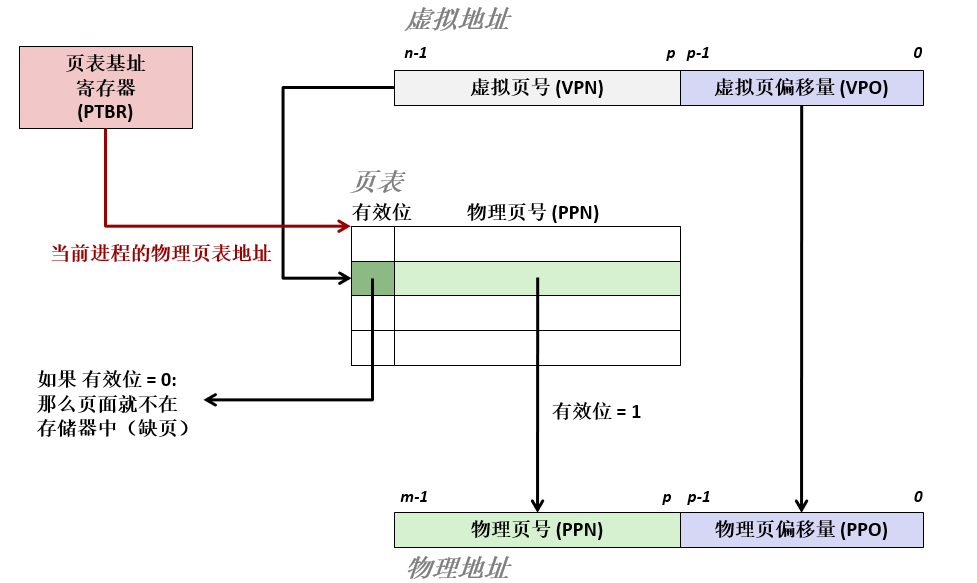 虚拟地址
n-1 p p-1 0
页表基址
寄存器
(PTBR)
虚拟页号 (VPN) 虚拟页偏移量 (VPO)
页表
有效位 物理页号 (PPN)
当前进程的物理页表地址
如果 有效位 = 0:
那么页面就不在
存储器中（缺页）
有效位 = 1
m-1 p p-1 0
物理页号 (PPN) 物理页偏移量 (PPO)
物理地址